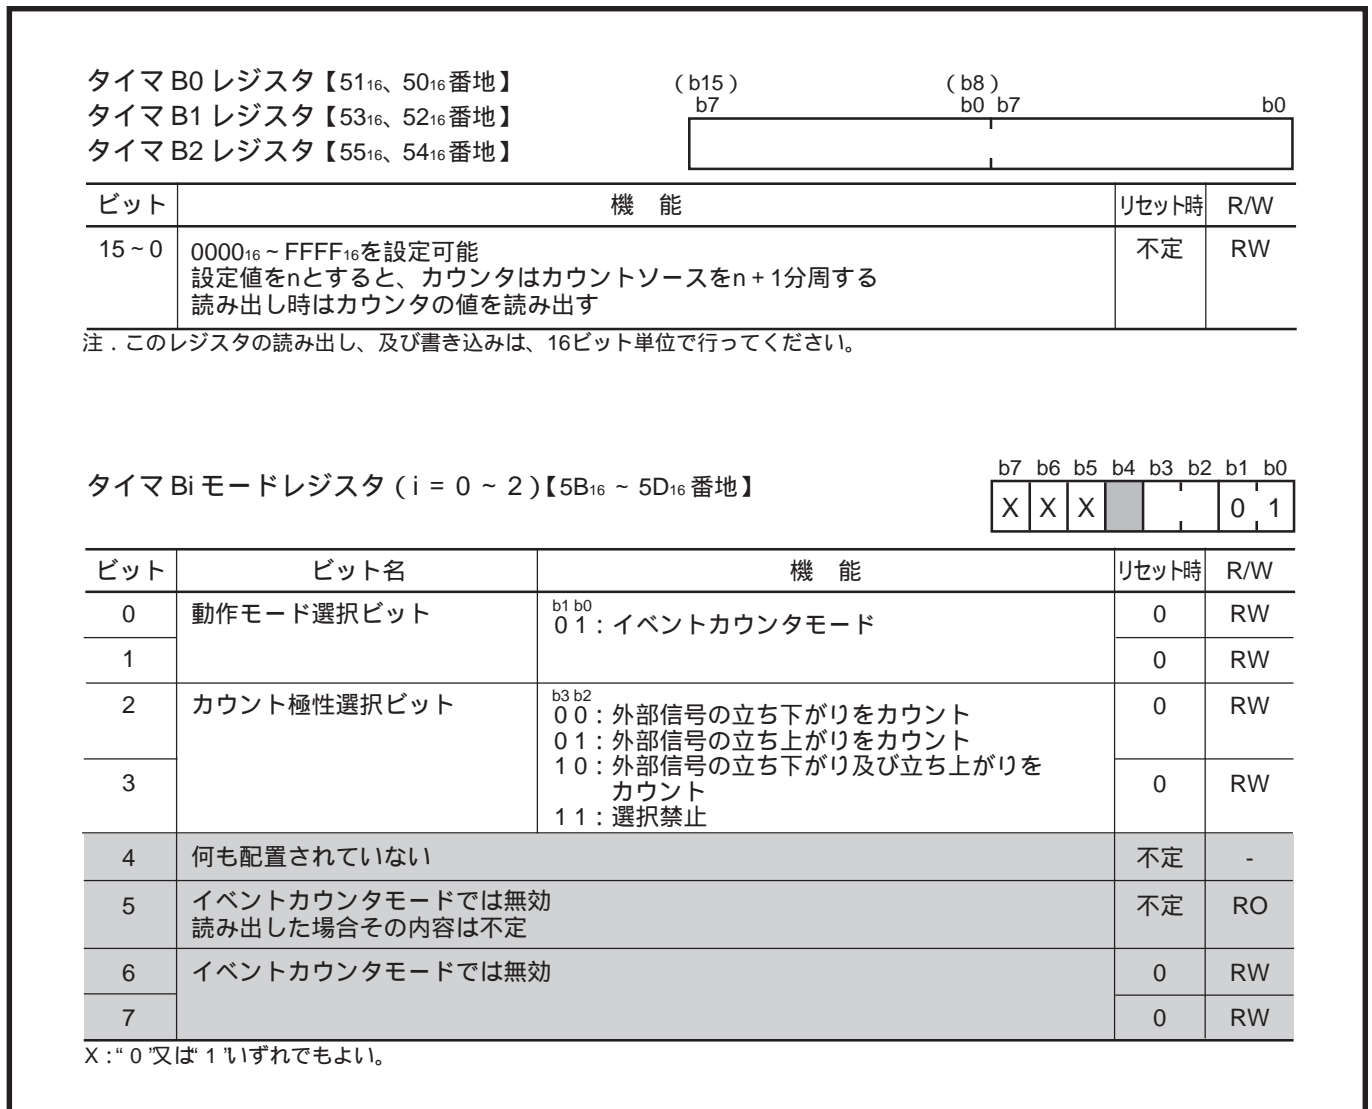 タイマ B0 レジスタ【5116、5016番地】
タイマ B1 レジスタ【5316、5216番地】
タイマ B2 レジスタ【5516、5416番地】
（b15） （b8）
b7 b0 b7 b0
ビット 機 能 リセット時 R/W
15 ~ 0 000016 ~ FFFF16を設定可能 不定 RW
設定値をnとすると、カウンタはカウントソースをn + 1分周する
読み出し時はカウンタの値を読み出す
注．このレジスタの読み出し、及び書き込みは、16ビット単位で行ってください。
タイマ Bi モードレジスタ（i = 0 ~ 2）【5B16 ~ 5D16 番地】
b7 b6 b5 b4 b3 b2 b1 b0
X X X 0 1
ビット ビット名 機 能 リセット時 R/W
0 動作モード選択ビット b1 b0 0 RW
0 1：イベントカウンタモード
1 0 RW
2 カウント極性選択ビット b3 b2 0 RW
0 0：外部信号の立ち下がりをカウント
0 1：外部信号の立ち上がりをカウント
1 0：外部信号の立ち下がり及び立ち上がりを
3 カウント 0 RW
1 1：選択禁止
4 何も配置されていない 不定 -
5 イベントカウンタモードでは無効 不定 RO
読み出した場合その内容は不定
6 イベントカウンタモードでは無効 0 RW
7 0 RW
X：“ 0 ”又は“ 1 ”いずれでもよい。